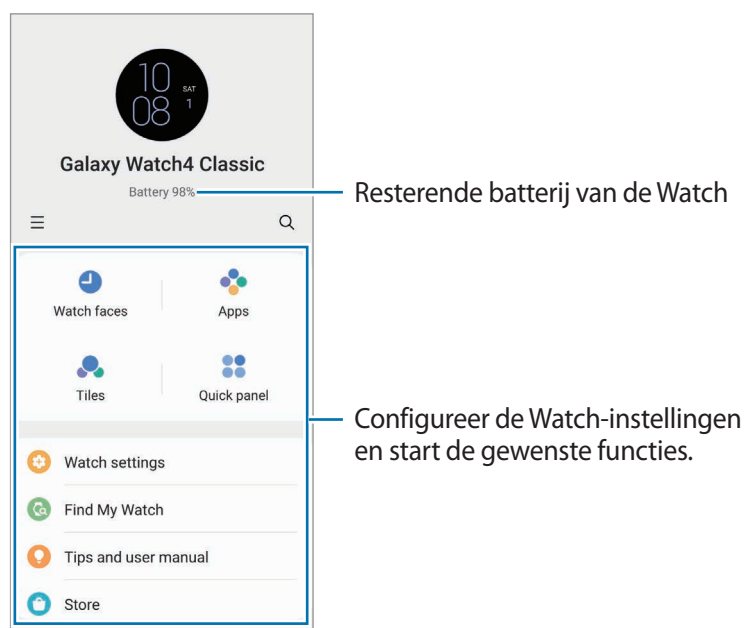 10
08
SAT
1
Galaxy Watch4 Classic
Battery 98%
Resterende batterij van de Watch
Watch faces
Apps
Tiles
Quick panel
Configureer de Watch-instellingen
en start de gewenste functies.
Watch settings
Find My Watch
Tips and user manual
Store